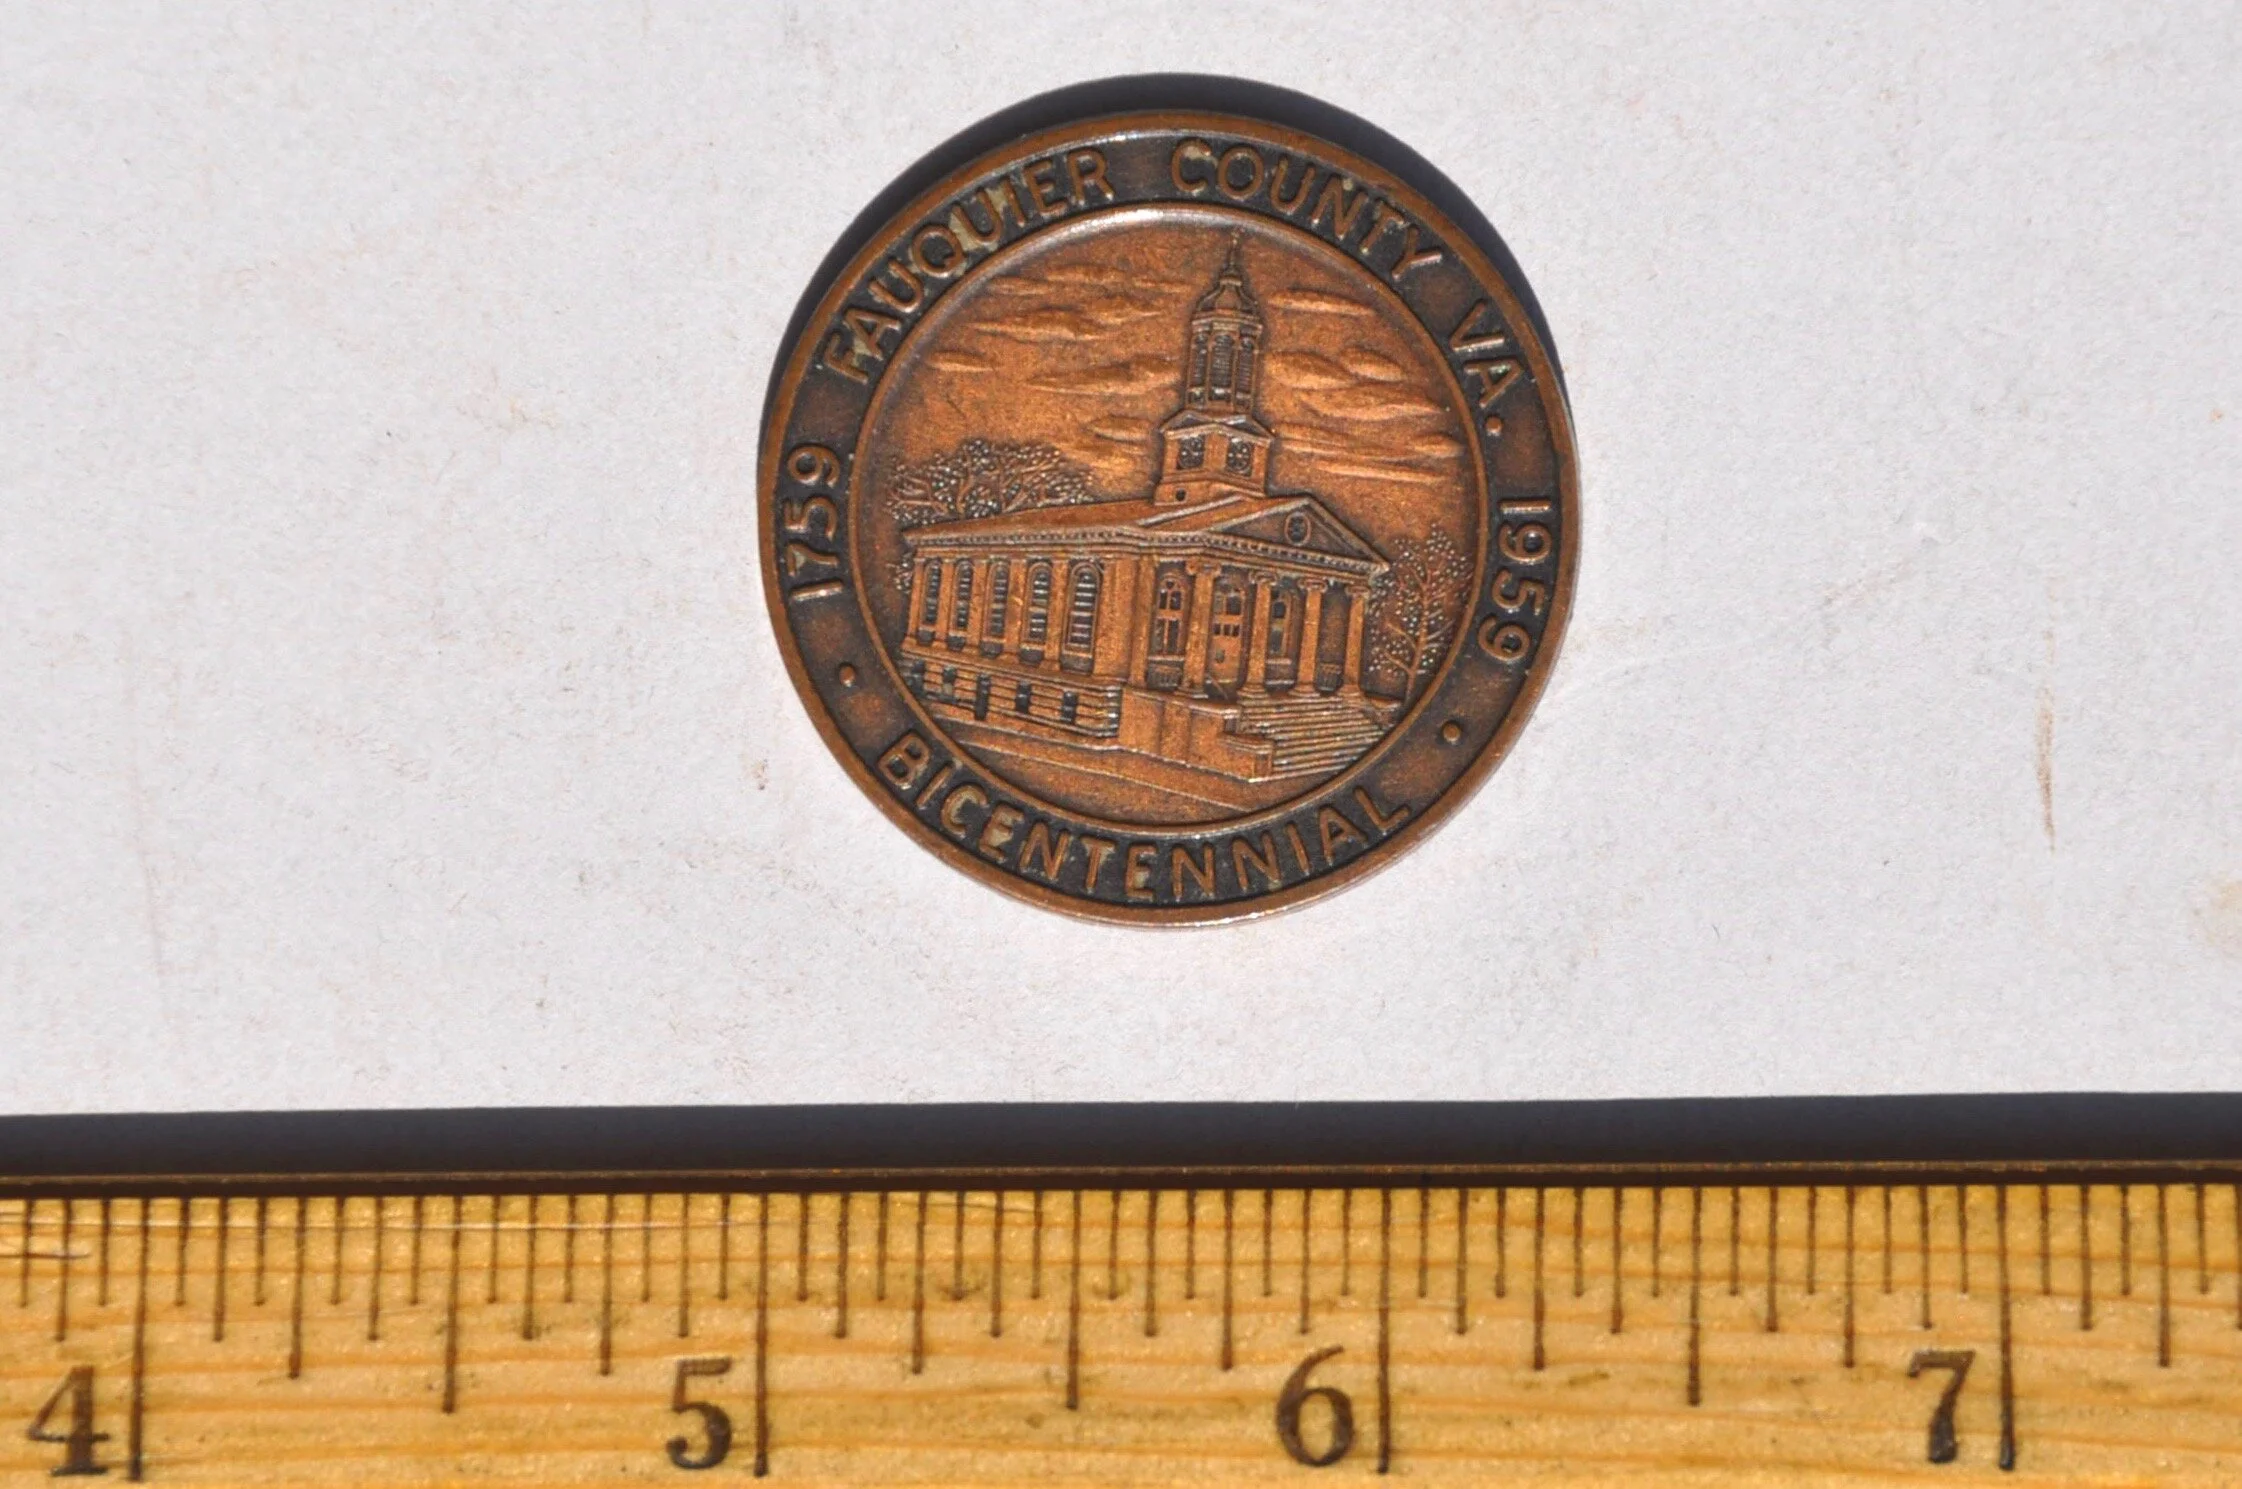 1759 FAUQUIER COUNTY VA. 1959
• BICENTENNIAL •
4 5 6 7